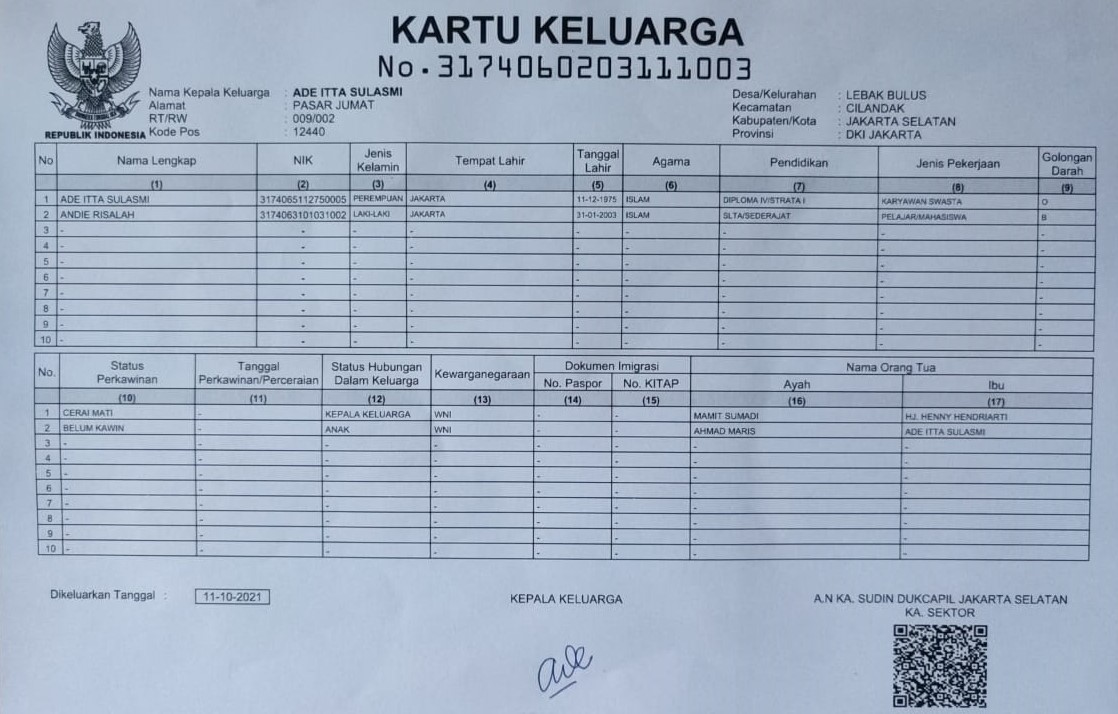 KARTU KELUARGA
No.3174060203111003
REPUBLIK INDONESIA
Nama Kepala Keluarga : ADE ITTA SULASMI
Alamat : PASAR JUMAT
RT/RW : 009/002
Kode Pos : 12440
Desa/Kelurahan : LEBAK BULUS
Kecamatan : CILANDAK
Kabupaten/Kota : JAKARTA SELATAN
Provinsi : DKI JAKARTA
No Nama Lengkap NIK Jenis Kelamin Tempat Lahir Tanggal Lahir Agama Pendidikan Jenis Pekerjaan Golongan Darah
(1) (2) (3) (4) (5) (6) (7) (8) (9)
1 ADE ITTA SULASMI 3174065112750005 PEREMPUAN JAKARTA 11-12-1975 ISLAM DIPLOMA IV/STRATA I KARYAWAN SWASTA O
2 ANDIE RISALAH 3174063101031002 LAKI-LAKI JAKARTA 31-01-2003 ISLAM SLTA/SEDERAJAT PELAJAR/MAHASISWA B
3 - - - - - - - - -
4 - - - - - - - - -
5 - - - - - - - - -
6 - - - - - - - - -
7 - - - - - - - - -
8 - - - - - - - - -
9 - - - - - - - - -
10 - - - - - - - - -
No. Status Perkawinan Tanggal Perkawinan/Perceraian Status Hubungan Dalam Keluarga Kewarganegaraan Dokumen Imigrasi Nama Orang Tua
No. Paspor No. KITAP Ayah Ibu
(10) (11) (12) (13) (14) (15) (16) (17)
1 CERAI MATI - KEPALA KELUARGA WNI - - MAMIT SUMADI HJ. HENNY HENDRIARTI
2 BELUM KAWIN - ANAK WNI - - AHMAD MARIS ADE ITTA SULASMI
3 - - - - - - - -
4 - - - - - - - -
5 - - - - - - - -
6 - - - - - - - -
7 - - - - - - - -
8 - - - - - - - -
9 - - - - - - - -
10 - - - - - - - -
Dikeluarkan Tanggal : 11-10-2021
KEPALA KELUARGA
A.N KA. SUDIN DUKCAPIL JAKARTA SELATAN
KA. SEKTOR
Ade